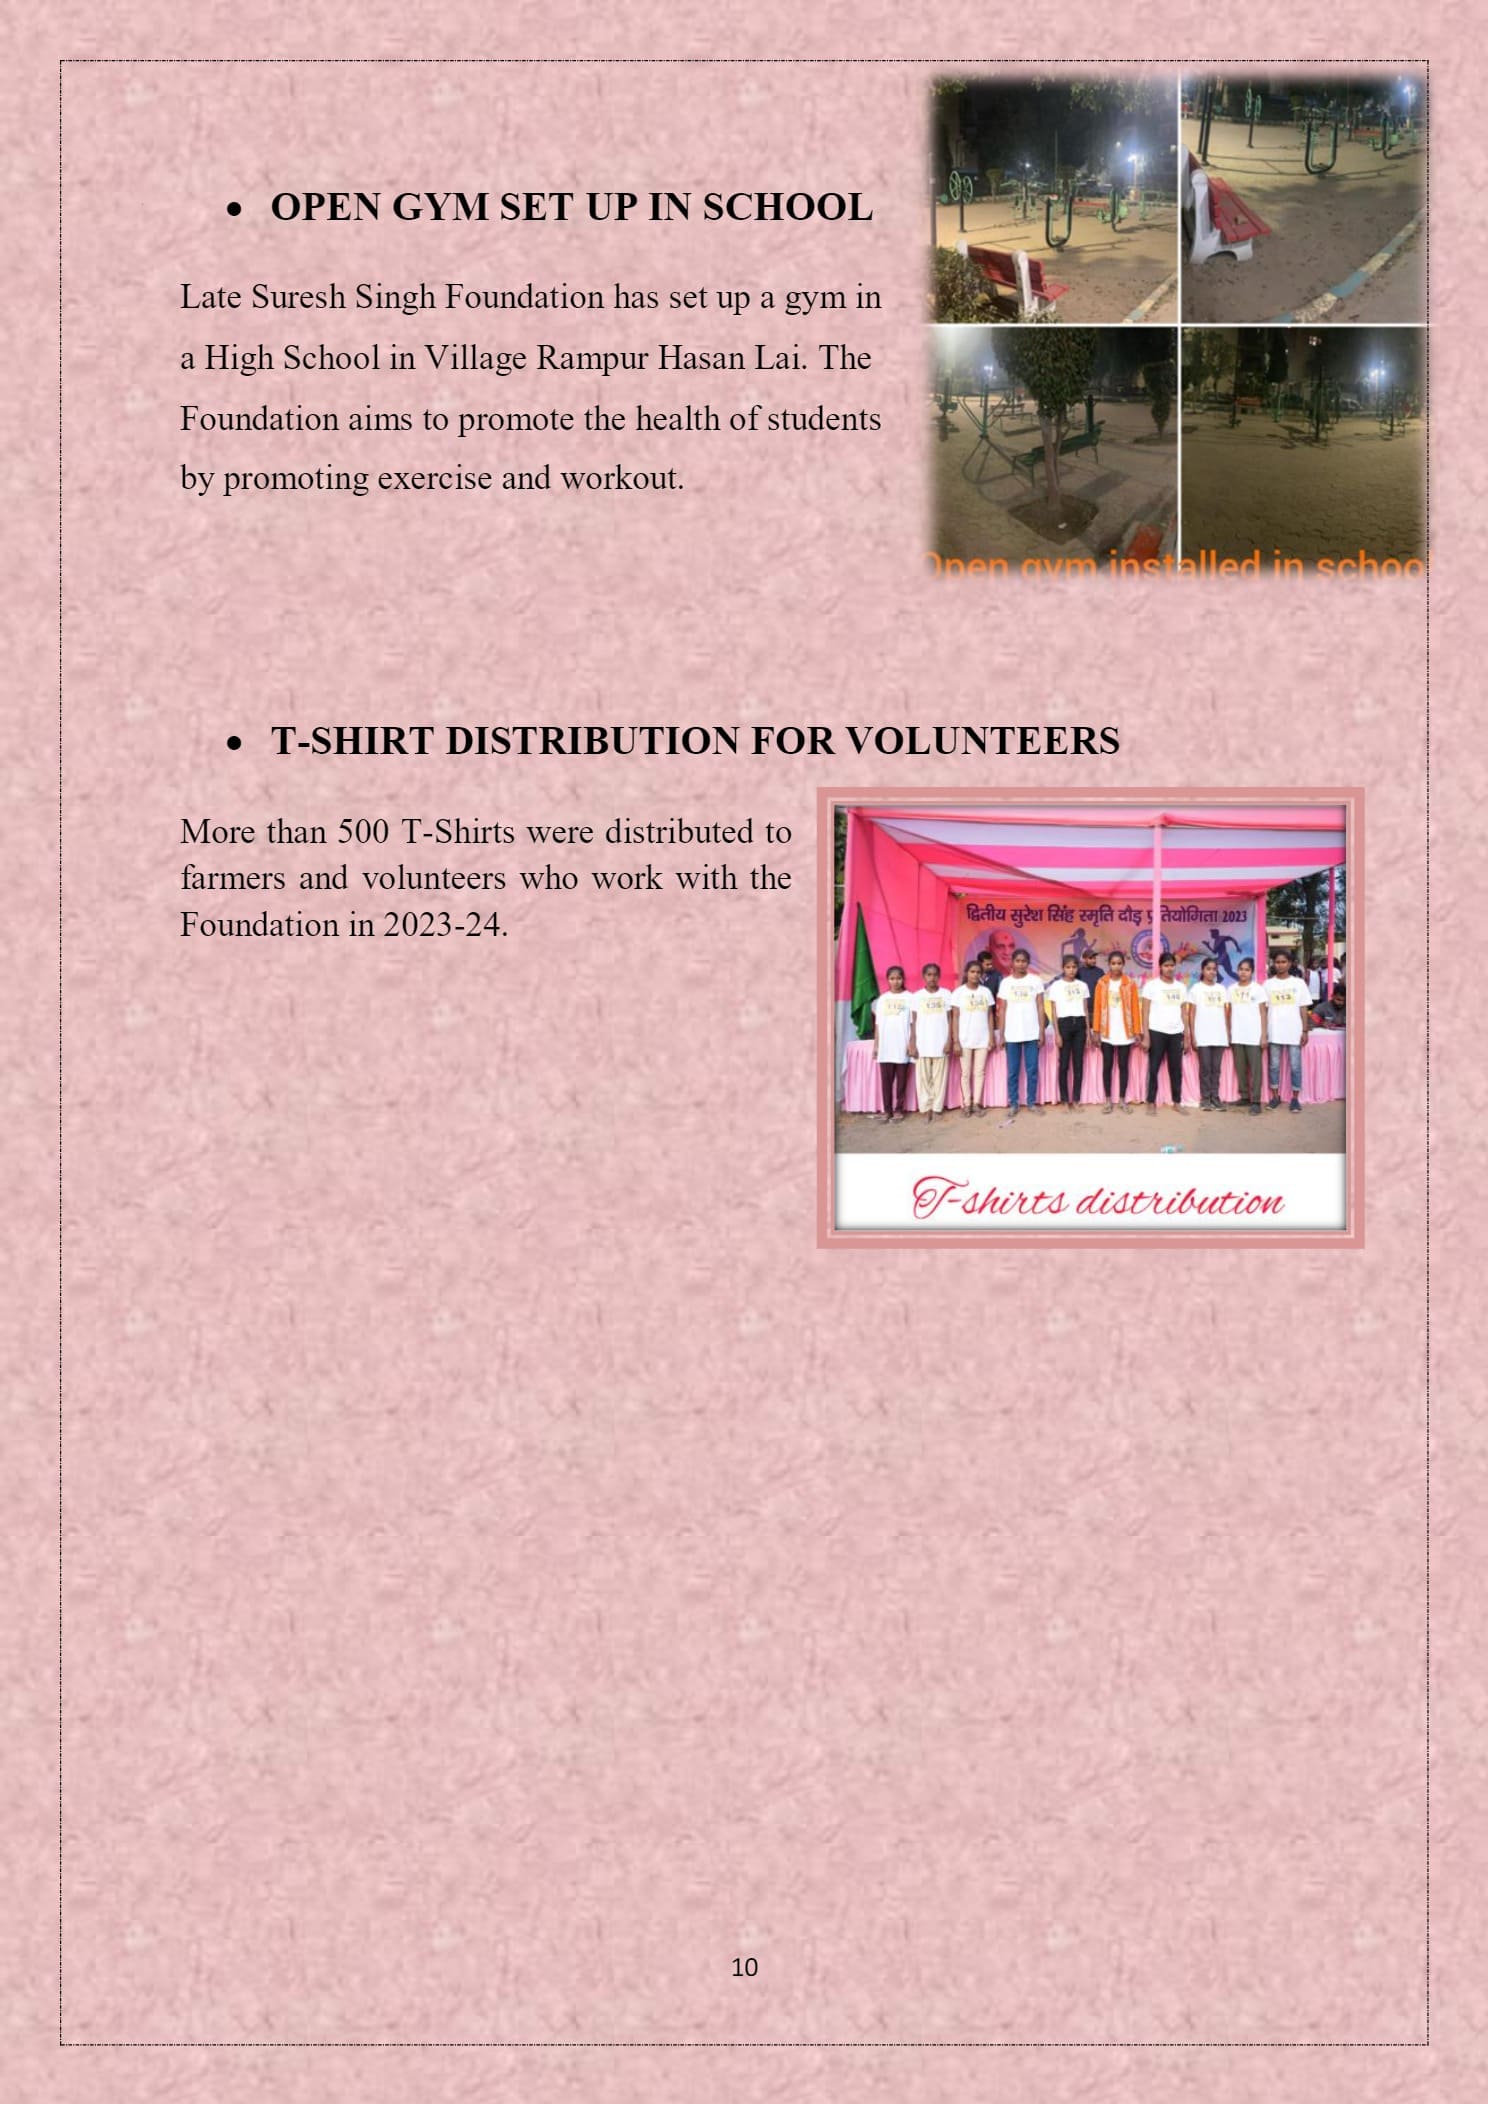 • OPEN GYM SET UP IN SCHOOL
Late Suresh Singh Foundation has set up a gym in
a High School in Village Rampur Hasan Lai. The
Foundation aims to promote the health of students
by promoting exercise and workout.
Open gym installed in school
• T-SHIRT DISTRIBUTION FOR VOLUNTEERS
More than 500 T-Shirts were distributed to
farmers and volunteers who work with the
Foundation in 2023-24.
द्वितीय सुरेश सिंह स्मृति दौड़ प्रतियोगिता 2023
113
T-shirts distribution
10